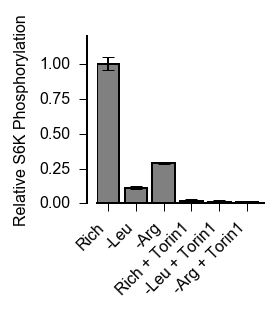 Relative S6K Phosphorylation
1.00
0.75
0.50
0.25
0.00
Rich
-Leu
-Arg
Rich + Torin1
-Leu + Torin1
-Arg + Torin1